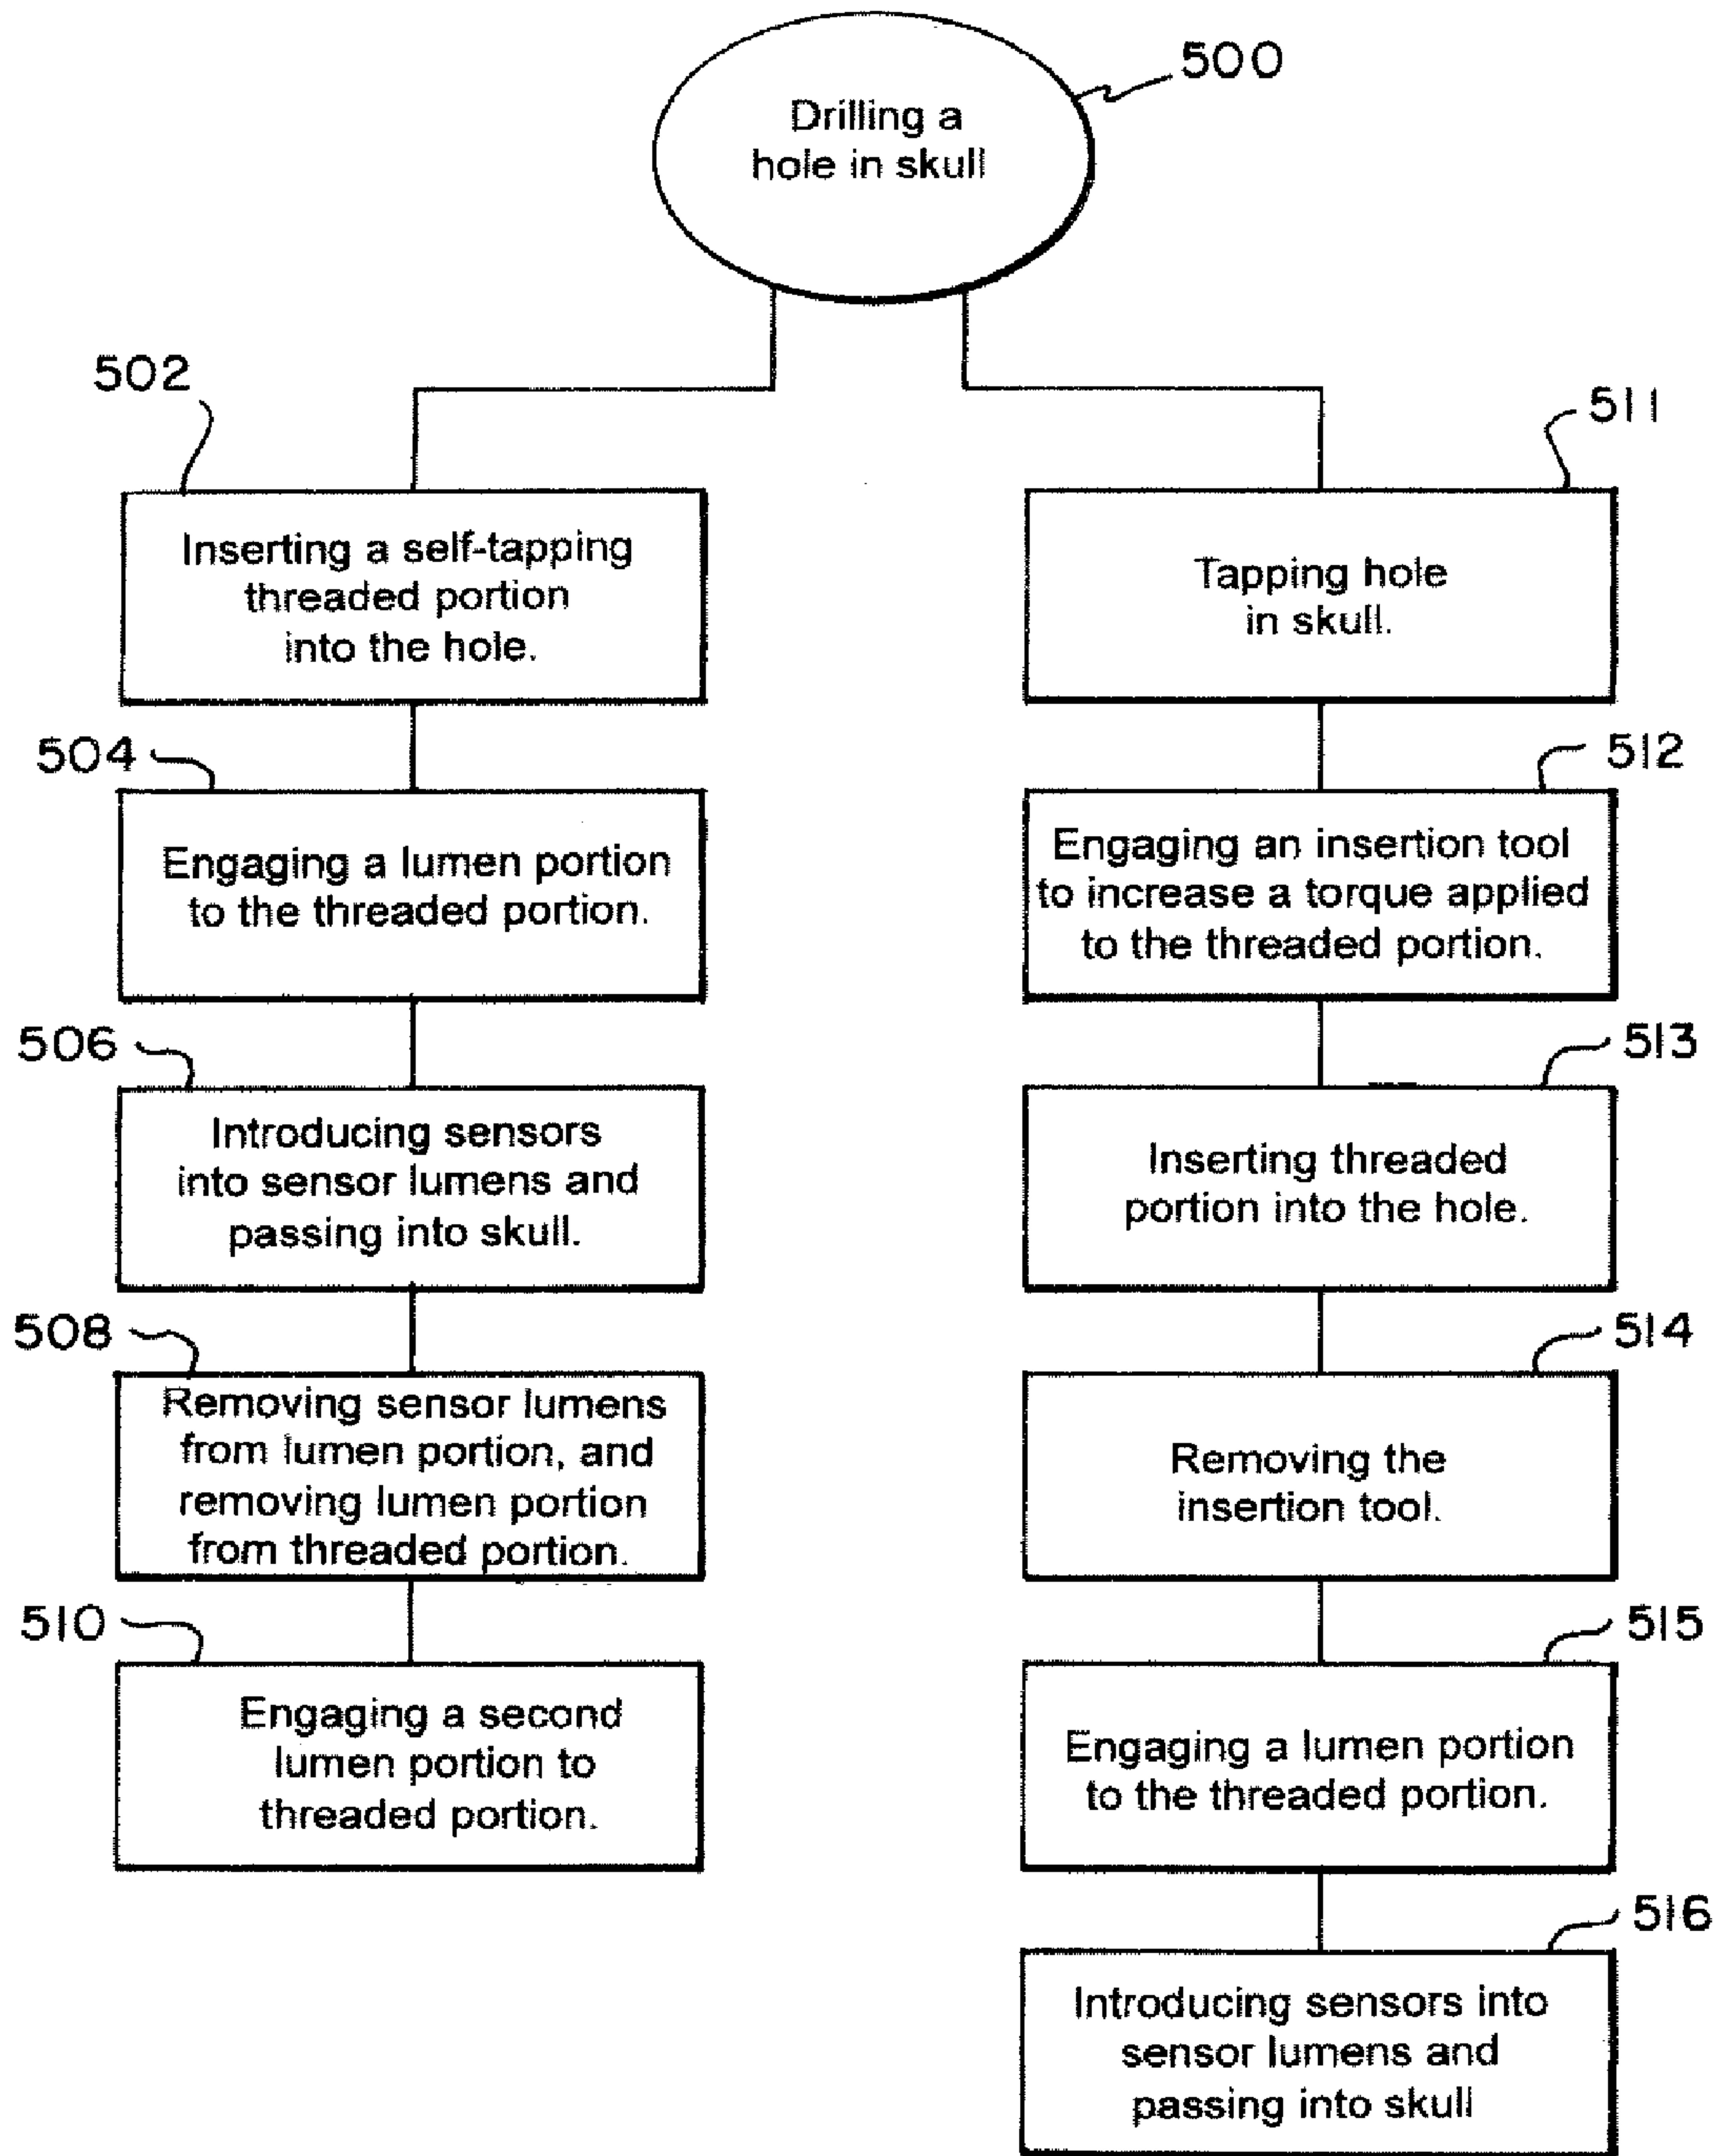 500
Drilling a
hole in skull
502
Inserting a self-tapping
threaded portion
into the hole.
504
Engaging a lumen portion
to the threaded portion.
506
Introducing sensors
into sensor lumens and
passing into skull.
508
Removing sensor lumens
from lumen portion, and
removing lumen portion
from threaded portion.
510
Engaging a second
lumen portion to
threaded portion.
511
Tapping hole
in skull.
512
Engaging an insertion tool
to increase a torque applied
to the threaded portion.
513
Inserting threaded
portion into the hole.
514
Removing the
insertion tool.
515
Engaging a lumen portion
to the threaded portion.
516
Introducing sensors into
sensor lumens and
passing into skull